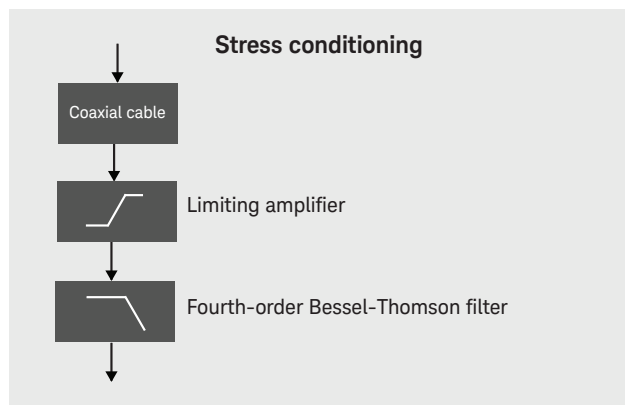 Stress conditioning
Coaxial cable
Limiting amplifier
Fourth-order Bessel-Thomson filter